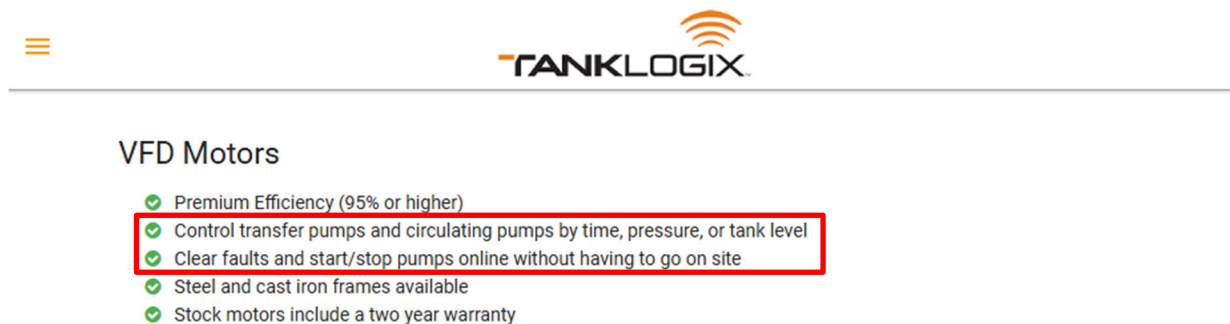 TANKLOGIX
VFD Motors
Premium Efficiency (95% or higher)
Control transfer pumps and circulating pumps by time, pressure, or tank level
Clear faults and start/stop pumps online without having to go on site
Steel and cast iron frames available
Stock motors include a two year warranty